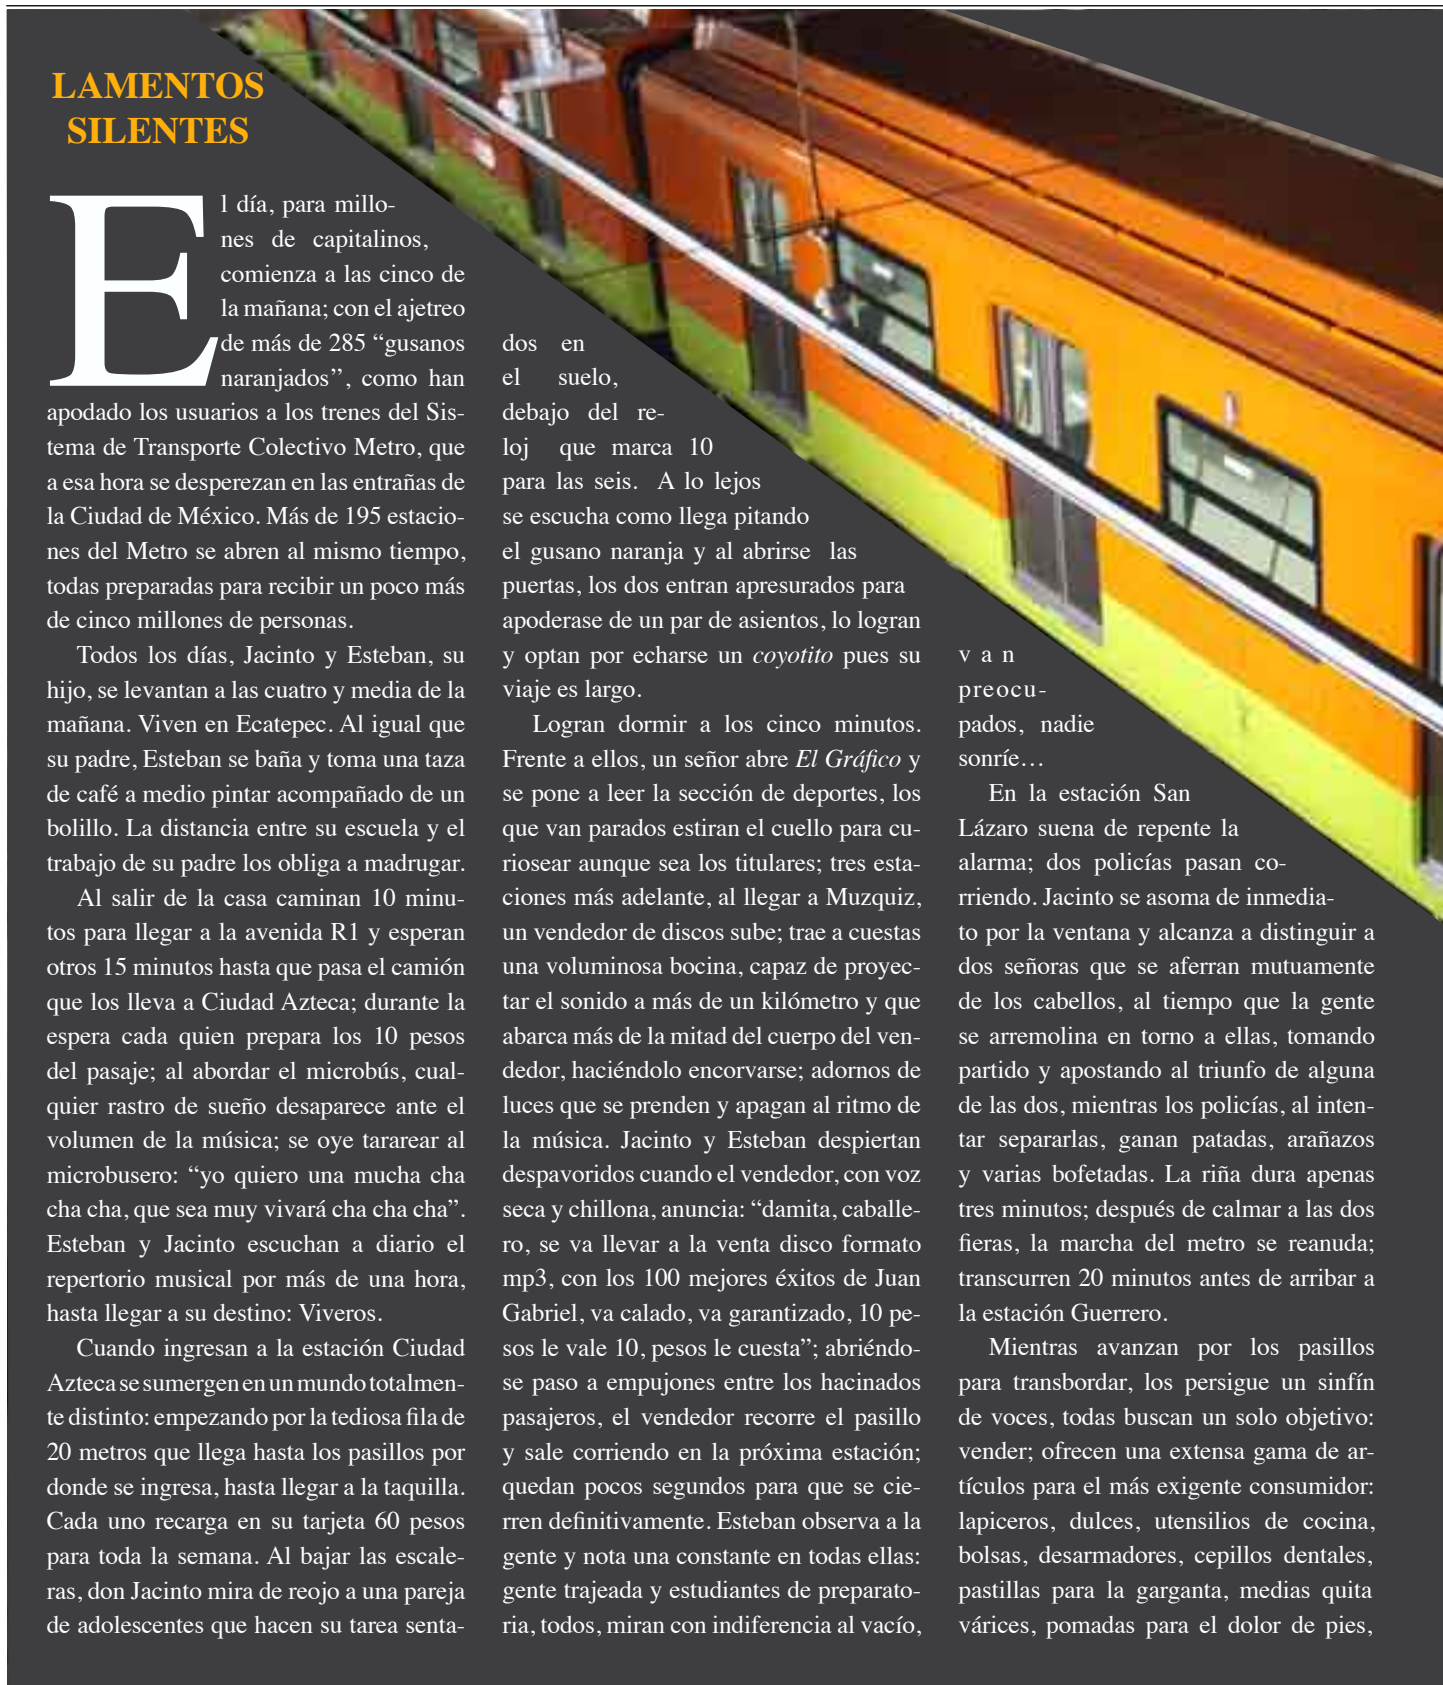 LAMENTOS
SILENTES
El día, para millo-
nes de capitalinos,
comienza a las cinco de
la mañana; con el ajetreo
de más de 285 “gusanos
naranjados”, como han
apodado los usuarios a los trenes del Sis-
tema de Transporte Colectivo Metro, que
a esa hora se desperezan en las entrañas de
la Ciudad de México. Más de 195 estacio-
nes del Metro se abren al mismo tiempo,
todas preparadas para recibir un poco más
de cinco millones de personas.
Todos los días, Jacinto y Esteban, su
hijo, se levantan a las cuatro y media de la
mañana. Viven en Ecatepec. Al igual que
su padre, Esteban se baña y toma una taza
de café a medio pintar acompañado de un
bolillo. La distancia entre su escuela y el
trabajo de su padre los obliga a madrugar.
Al salir de la casa caminan 10 minu-
tos para llegar a la avenida R1 y esperan
otros 15 minutos hasta que pasa el camión
que los lleva a Ciudad Azteca; durante la
espera cada quien prepara los 10 pesos
del pasaje; al abordar el microbús, cual-
quier rastro de sueño desaparece ante el
volumen de la música; se oye tararear al
microbusero: “yo quiero una mucha cha
cha cha, que sea muy vivará cha cha cha”.
Esteban y Jacinto escuchan a diario el
repertorio musical por más de una hora,
hasta llegar a su destino: Viveros.
Cuando ingresan a la estación Ciudad
Azteca se sumergen en un mundo totalmen-
te distinto: empezando por la tediosa fila de
20 metros que llega hasta los pasillos por
donde se ingresa, hasta llegar a la taquilla.
Cada uno recarga en su tarjeta 60 pesos
para toda la semana. Al bajar las escale-
ras, don Jacinto mira de reojo a una pareja
de adolescentes que hacen su tarea senta-
dos en
el suelo,
debajo del re-
loj que marca 10
para las seis. A lo lejos
se escucha como llega pitando
el gusano naranja y al abrirse las
puertas, los dos entran apresurados para
apoderase de un par de asientos, lo logran
y optan por echarse un coyotito pues su
viaje es largo.
Logran dormir a los cinco minutos.
Frente a ellos, un señor abre El Gráfico y
se pone a leer la sección de deportes, los
que van parados estiran el cuello para cu-
riosear aunque sea los titulares; tres esta-
ciones más adelante, al llegar a Muzquiz,
un vendedor de discos sube; trae a cuestas
una voluminosa bocina, capaz de proyec-
tar el sonido a más de un kilómetro y que
abarca más de la mitad del cuerpo del ven-
dedor, haciéndolo encorvarse; adornos de
luces que se prenden y apagan al ritmo de
la música. Jacinto y Esteban despiertan
despavoridos cuando el vendedor, con voz
seca y chillona, anuncia: “damita, caballe-
ro, se va llevar a la venta disco formato
mp3, con los 100 mejores éxitos de Juan
Gabriel, va calado, va garantizado, 10 pe-
sos le vale 10, pesos le cuesta”; abriéndo-
se paso a empujones entre los hacinados
pasajeros, el vendedor recorre el pasillo
y sale corriendo en la próxima estación;
quedan pocos segundos para que se cie-
rren definitivamente. Esteban observa a la
gente y nota una constante en todas ellas:
gente trajeada y estudiantes de preparato-
ria, todos, miran con indiferencia al vacío,
van
preocu-
pados, nadie
sonríe…
En la estación San
Lázaro suena de repente la
alarma; dos policías pasan co-
rriendo. Jacinto se asoma de inmedia-
to por la ventana y alcanza a distinguir a
dos señoras que se aferran mutuamente
de los cabellos, al tiempo que la gente
se arremolina en torno a ellas, tomando
partido y apostando al triunfo de alguna
de las dos, mientras los policías, al inten-
tar separarlas, ganan patadas, arañazos
y varias bofetadas. La riña dura apenas
tres minutos; después de calmar a las dos
fieras, la marcha del metro se reanuda;
transcurren 20 minutos antes de arribar a
la estación Guerrero.
Mientras avanzan por los pasillos
para transbordar, los persigue un sinfín
de voces, todas buscan un solo objetivo:
vender; ofrecen una extensa gama de ar-
tículos para el más exigente consumidor:
lapiceros, dulces, utensilios de cocina,
bolsas, desarmadores, cepillos dentales,
pastillas para la garganta, medias quita
várices, pomadas para el dolor de pies,